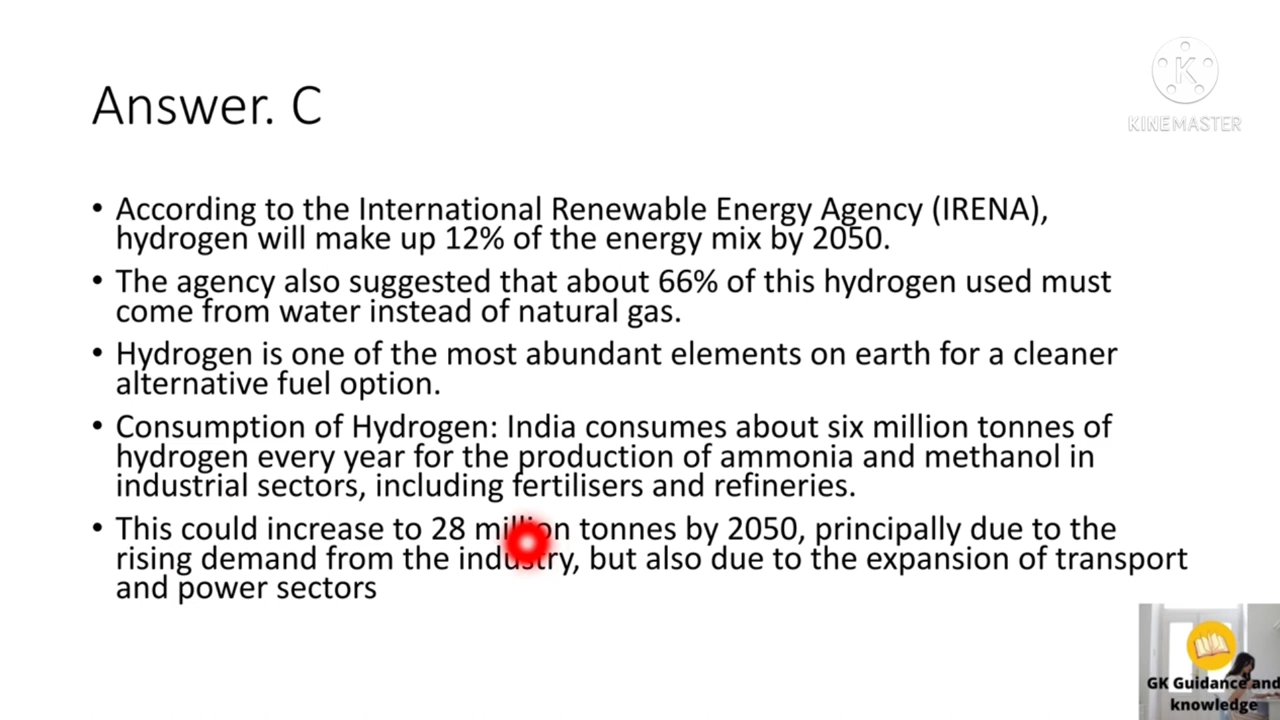 Answer. C
K
KINEMASTER
• According to the International Renewable Energy Agency (IRENA),
hydrogen will make up 12% of the energy mix by 2050.
• The agency also suggested that about 66% of this hydrogen used must
come from water instead of natural gas.
• Hydrogen is one of the most abundant elements on earth for a cleaner
alternative fuel option.
• Consumption of Hydrogen: India consumes about six million tonnes of
hydrogen every year for the production of ammonia and methanol in
industrial sectors, including fertilisers and refineries.
• This could increase to 28 million tonnes by 2050, principally due to the
rising demand from the industry, but also due to the expansion of transport
and power sectors
GK Guidance and
knowledge